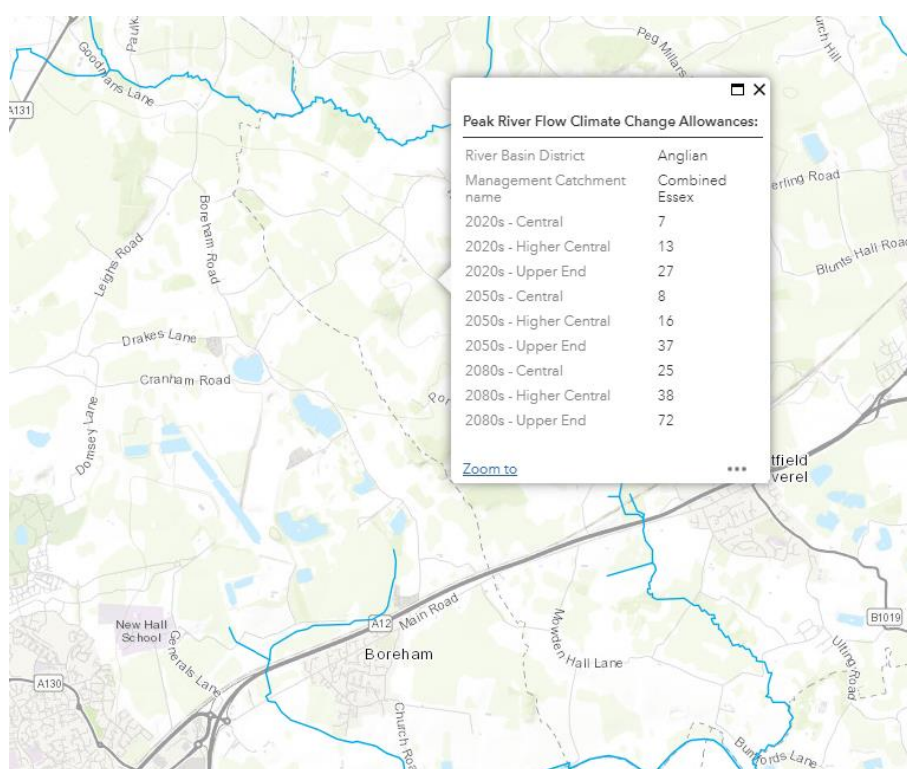 Peg Millars
Goodmans Lane
A131
Peak River Flow Climate Change Allowances:
River Basin District Anglian
Management Catchment name Combined Essex
2020s - Central 7
2020s - Higher Central 13
2020s - Upper End 27
2050s - Central 8
2050s - Higher Central 16
2050s - Upper End 37
2080s - Central 25
2080s - Higher Central 38
2080s - Upper End 72
Zoom to
erling Road
Boreham Road
Leighs Road
Blunts Hall Road
Drakes Lane
Cranham Road
Domsey Lane
tfield
verel
New Hall
School
Generals Lane
A12
Main Road
Boreham
Mowden Hall Lane
B1019
Ulting Road
A130
Church Roa